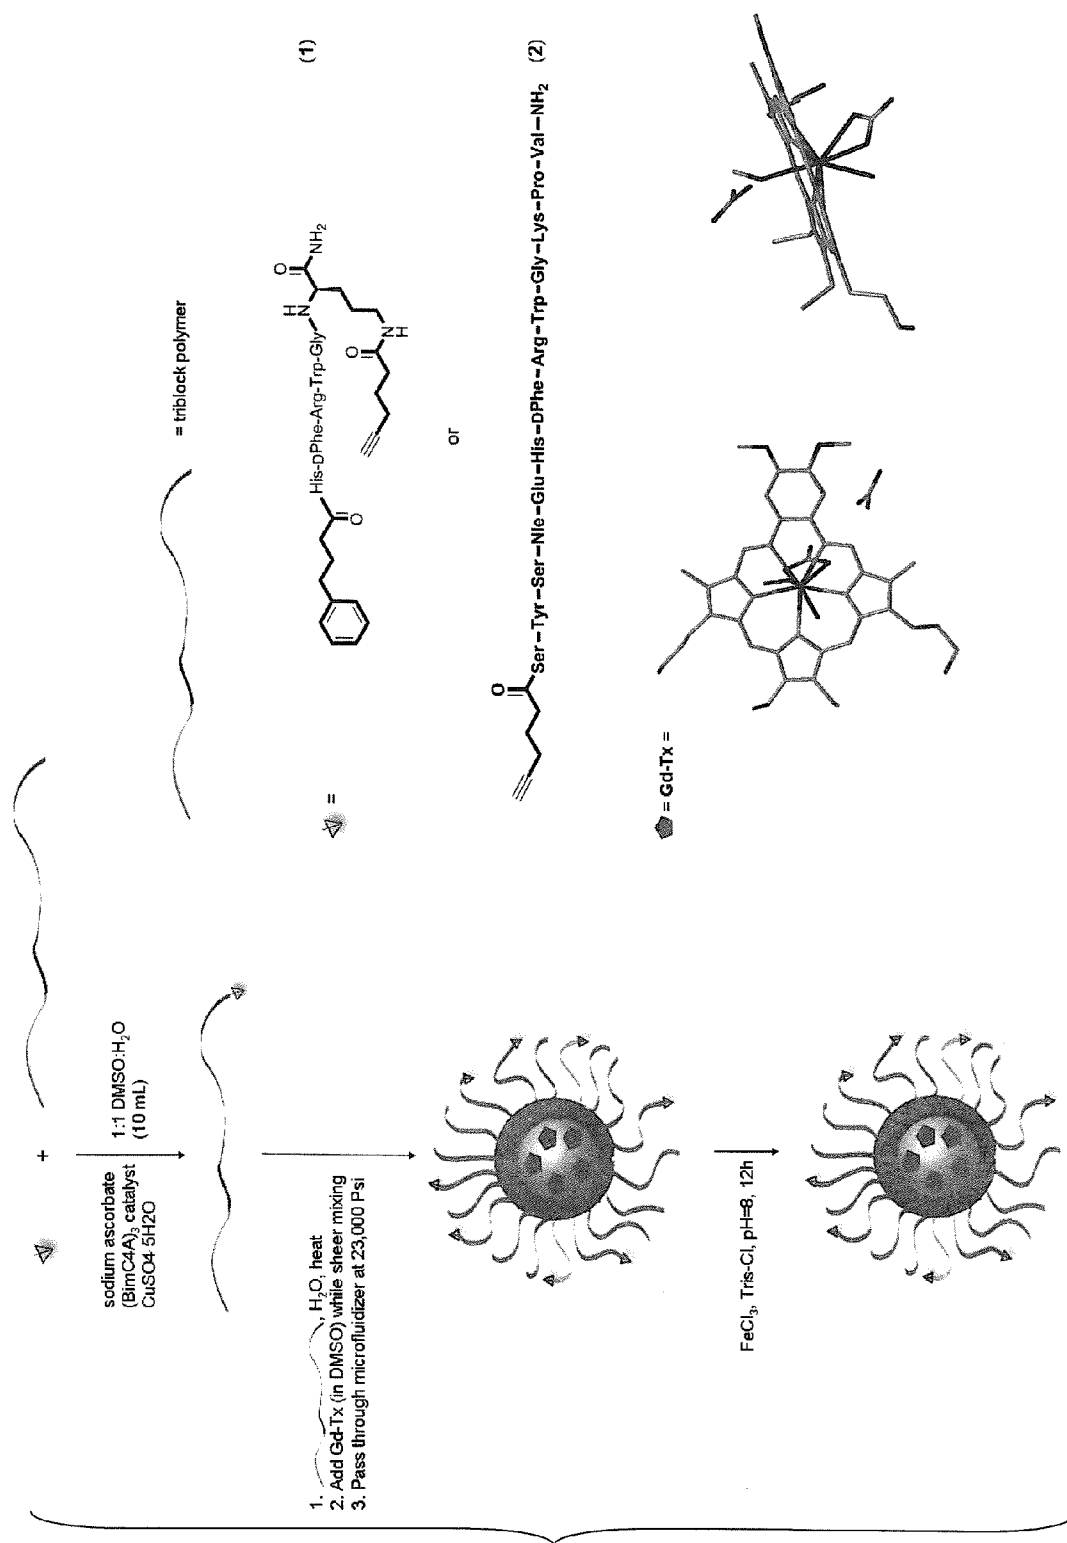 +
sodium ascorbate
(BimC4A)3 catalyst
CuSO4 5H2O
1:1 DMSO:H2O
(10 mL)
1. , H2O, heat
2. Add Gd-Tx (in DMSO) while sheer mixing
3. Pass through microfluidizer at 23,000 Psi
FeCl3, Tris-Cl, pH=8, 12h
= triblock polymer
=
O
His-DPhe-Arg-Trp-Gly
H
N
O
NH2
O
N
H
(1)
or
O
Ser-Tyr-Ser-Nle-Glu-His-DPhe-Arg-Trp-Gly-Lys-Pro-Val-NH2
(2)
= Gd-Tx =